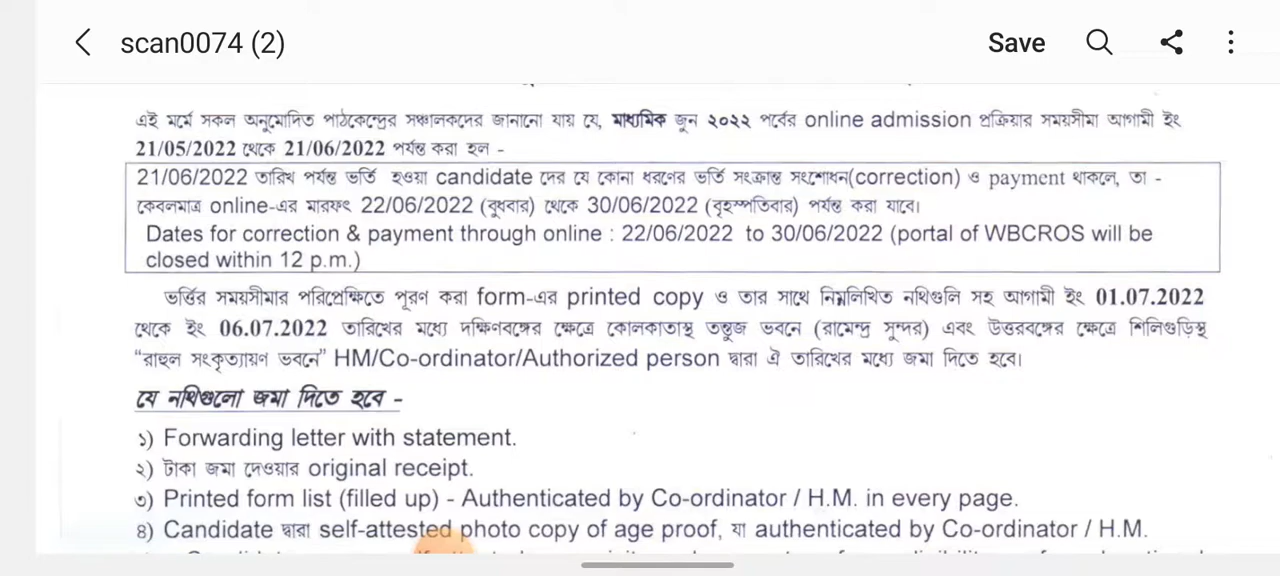 scan0074 (2)
Save
এই মর্মে সকল অনুমোদিত পাঠকেন্দ্রের সঞ্চালকদের জানানো যায় যে, মাধ্যমিক জুন ২০২২ পর্বের online admission প্রক্রিয়ার সময়সীমা আগামী ইং
21/05/2022 থেকে 21/06/2022 পর্যন্ত করা হল -
21/06/2022 তারিখ পর্যন্ত ভর্তি হওয়া candidate দের যে কোনা ধরণের ভর্তি সংক্রান্ত সংশোধন(correction) ও payment থাকলে, তা -
কেবলমাত্র online-এর মারফৎ 22/06/2022 (বুধবার) থেকে 30/06/2022 (বৃহস্পতিবার) পর্যন্ত করা যাবে।
Dates for correction & payment through online : 22/06/2022 to 30/06/2022 (portal of WBCROS will be
closed within 12 p.m.)
ভর্ত্তির সময়সীমার পরিপ্রেক্ষিতে পূরণ করা form-এর printed copy ও তার সাথে নিম্নলিখিত নথিগুলি সহ আগামী ইং 01.07.2022
থেকে ইং 06.07.2022 তারিখের মধ্যে দক্ষিণবঙ্গের ক্ষেত্রে কোলকাতাস্থ তন্তুজ ভবনে (রামেন্দ্র সুন্দর) এবং উত্তরবঙ্গের ক্ষেত্রে শিলিগুড়িস্থ
“রাহুল সংকৃত্যায়ণ ভবনে” HM/Co-ordinator/Authorized person দ্বারা ঐ তারিখের মধ্যে জমা দিতে হবে।
যে নথিগুলো জমা দিতে হবে -
১) Forwarding letter with statement.
২) টাকা জমা দেওয়ার original receipt.
৩) Printed form list (filled up) - Authenticated by Co-ordinator / H.M. in every page.
৪) Candidate দ্বারা self-attested photo copy of age proof, যা authenticated by Co-ordinator / H.M.